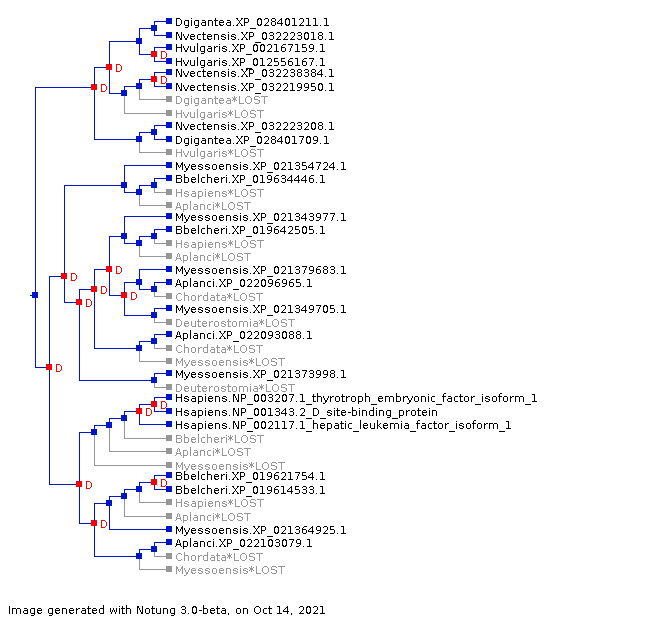 Dgigantea.XP_028401211.1
Nvectensis.XP_032223018.1
Hvulgaris.XP_002167159.1
D
Hvulgaris.XP_012556167.1
D
Nvectensis.XP_032238384.1
D
D
Nvectensis.XP_032219950.1
Dgigantea*LOST
Hvulgaris*LOST
Nvectensis.XP_032223208.1
Dgigantea.XP_028401709.1
Hvulgaris*LOST
Myessoensis.XP_021354724.1
Bbelcheri.XP_019634446.1
Hsapiens*LOST
Aplanci*LOST
Myessoensis.XP_021343977.1
Bbelcheri.XP_019642505.1
Hsapiens*LOST
Aplanci*LOST
D
Myessoensis.XP_021379683.1
D
Aplanci.XP_022096965.1
D
D
Chordata*LOST
D
Myessoensis.XP_021349705.1
Deuterostomia*LOST
Aplanci.XP_022093088.1
Chordata*LOST
Myessoensis*LOST
D
Myessoensis.XP_021373998.1
Deuterostomia*LOST
Hsapiens.NP_003207.1_thyrotroph_embryonic_factor_isoform_1
D
D
Hsapiens.NP_001343.2_D_site-binding_protein
Hsapiens.NP_002117.1_hepatic_leukemia_factor_isoform_1
Bbelcheri*LOST
Aplanci*LOST
Myessoensis*LOST
Bbelcheri.XP_019621754.1
D
D
Bbelcheri.XP_019614533.1
Hsapiens*LOST
Aplanci*LOST
D
Myessoensis.XP_021364925.1
Aplanci.XP_022103079.1
Chordata*LOST
Myessoensis*LOST
Image generated with Notung 3.0-beta, on Oct 14, 2021